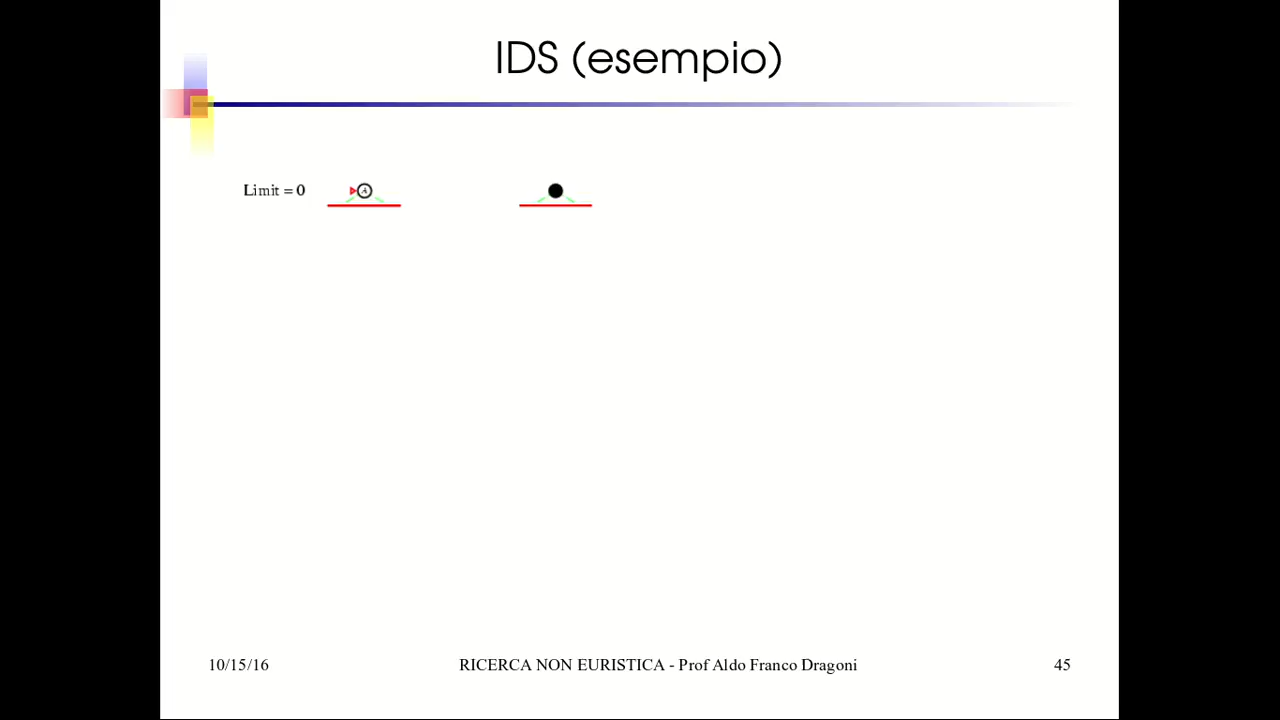 IDS (esempio)
Limit = 0
A
10/15/16
RICERCA NON EURISTICA - Prof Aldo Franco Dragoni
45